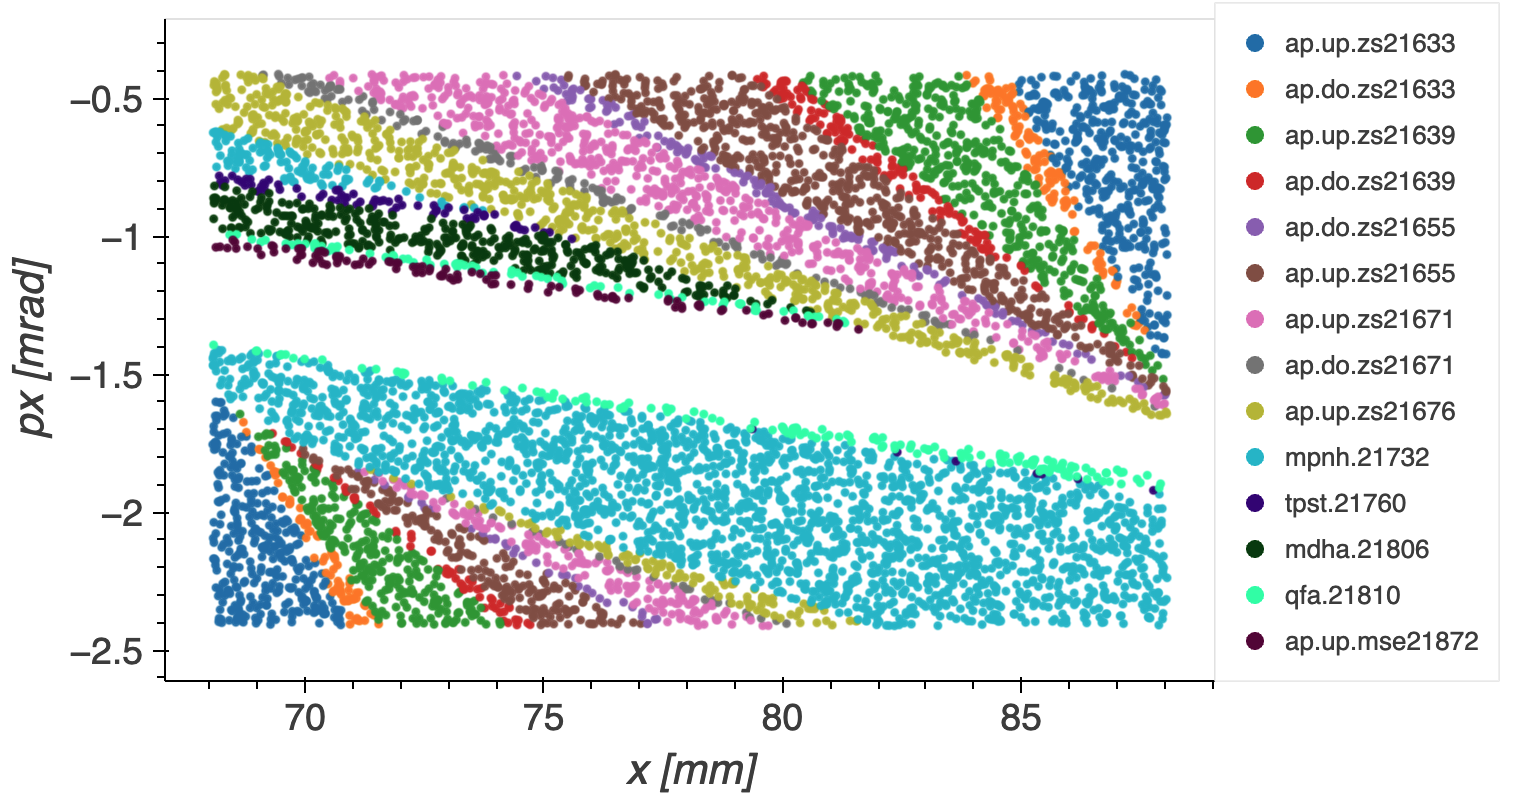 px [mrad]
−0.5
−1
−1.5
−2
−2.5
70 75 80 85
x [mm]
ap.up.zs21633
ap.do.zs21633
ap.up.zs21639
ap.do.zs21639
ap.do.zs21655
ap.up.zs21655
ap.up.zs21671
ap.do.zs21671
ap.up.zs21676
mpnh.21732
tpst.21760
mdha.21806
qfa.21810
ap.up.mse21872